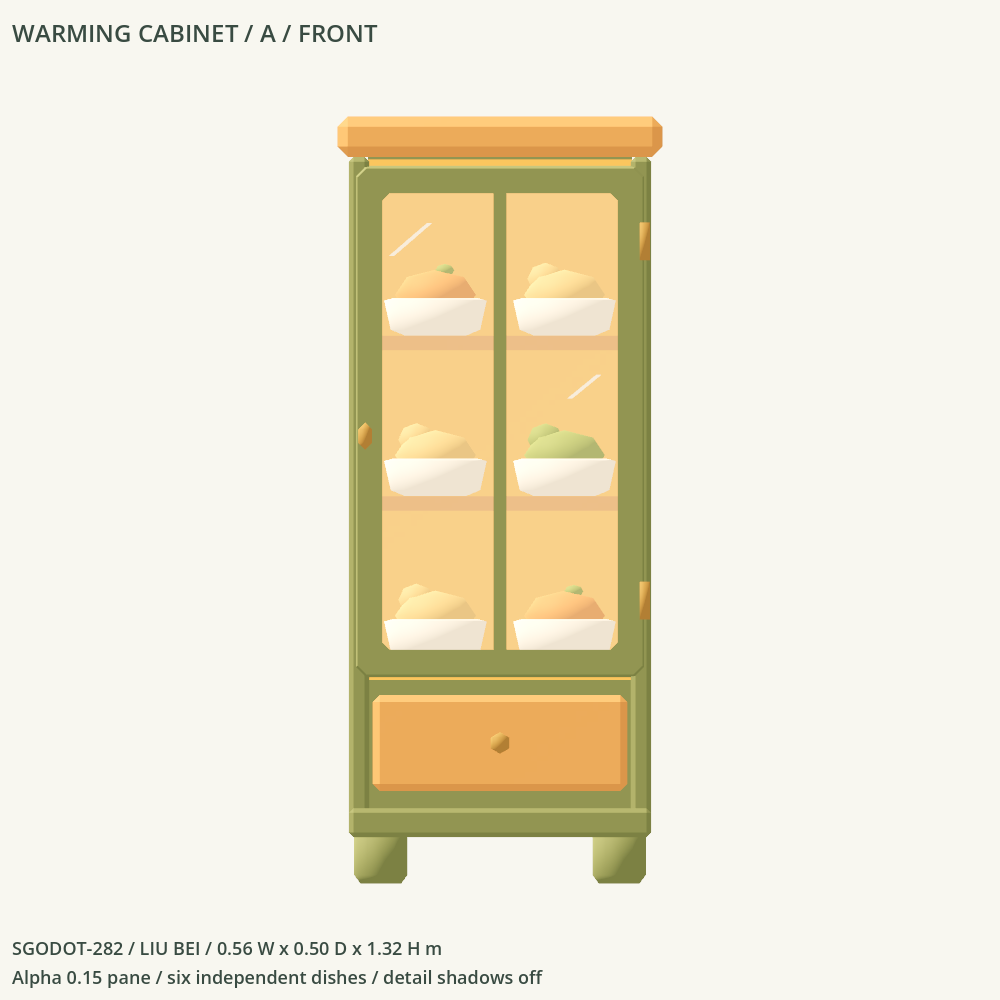 WARMING CABINET / A / FRONT
SGODOT-282 / LIU BEI / 0.56 W x 0.50 D x 1.32 H m
Alpha 0.15 pane / six independent dishes / detail shadows off